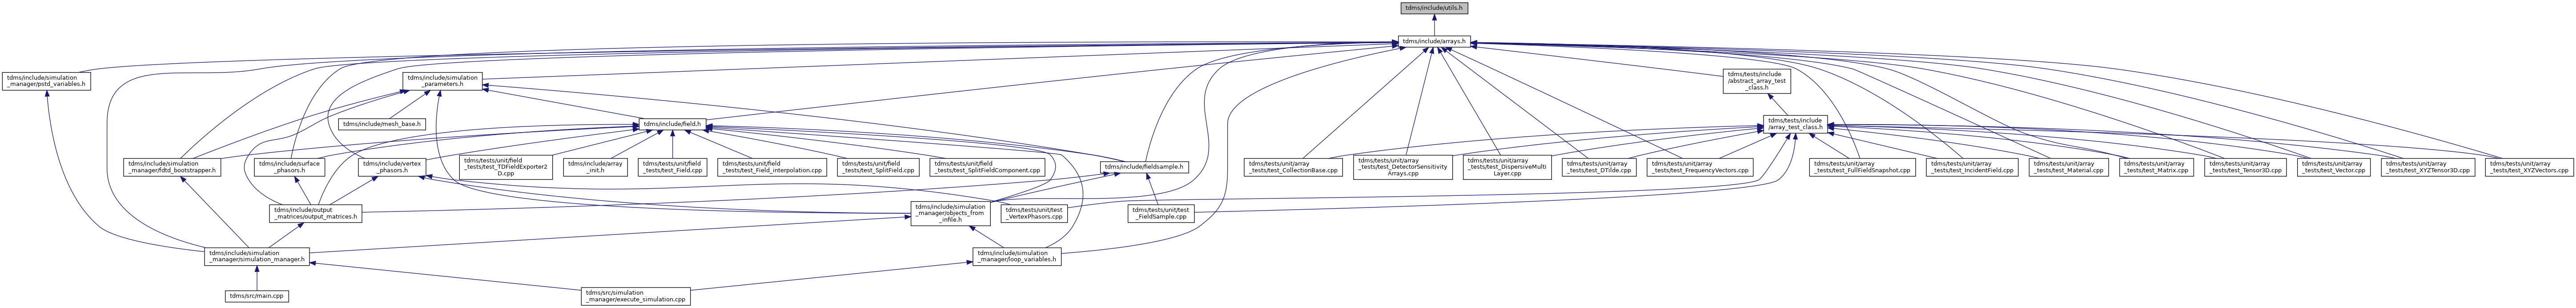 tdms/include/utils.h
tdms/include/arrays.h
tdms/include/simulation
_manager/pstd_variables.h
tdms/include/simulation
_parameters.h
tdms/tests/include
/abstract_array_test
_class.h
tdms/include/mesh_base.h
tdms/include/field.h
tdms/tests/include
/array_test_class.h
tdms/include/simulation
_manager/fdtd_bootstrapper.h
tdms/include/surface
_phasors.h
tdms/include/vertex
_phasors.h
tdms/tests/unit/field
_tests/test_TDFieldExporter2
D.cpp
tdms/include/array
_init.h
tdms/tests/unit/field
_tests/test_Field.cpp
tdms/tests/unit/field
_tests/test_Field_interpolation.cpp
tdms/tests/unit/field
_tests/test_SplitField.cpp
tdms/tests/unit/field
_tests/test_SplitFieldComponent.cpp
tdms/include/fieldsample.h
tdms/tests/unit/array
_tests/test_CollectionBase.cpp
tdms/tests/unit/array
_tests/test_DetectorSensitivity
Arrays.cpp
tdms/tests/unit/array
_tests/test_DispersiveMulti
Layer.cpp
tdms/tests/unit/array
_tests/test_DTilde.cpp
tdms/tests/unit/array
_tests/test_FrequencyVectors.cpp
tdms/tests/unit/array
_tests/test_FullFieldSnapshot.cpp
tdms/tests/unit/array
_tests/test_IncidentField.cpp
tdms/tests/unit/array
_tests/test_Material.cpp
tdms/tests/unit/array
_tests/test_Matrix.cpp
tdms/tests/unit/array
_tests/test_Tensor3D.cpp
tdms/tests/unit/array
_tests/test_Vector.cpp
tdms/tests/unit/array
_tests/test_XYZTensor3D.cpp
tdms/tests/unit/array
_tests/test_XYZVectors.cpp
tdms/include/output
_matrices/output_matrices.h
tdms/include/simulation
_manager/objects_from
_infile.h
tdms/tests/unit/test
_VertexPhasors.cpp
tdms/tests/unit/test
_FieldSample.cpp
tdms/include/simulation
_manager/simulation_manager.h
tdms/include/simulation
_manager/loop_variables.h
tdms/src/main.cpp
tdms/src/simulation
_manager/execute_simulation.cpp